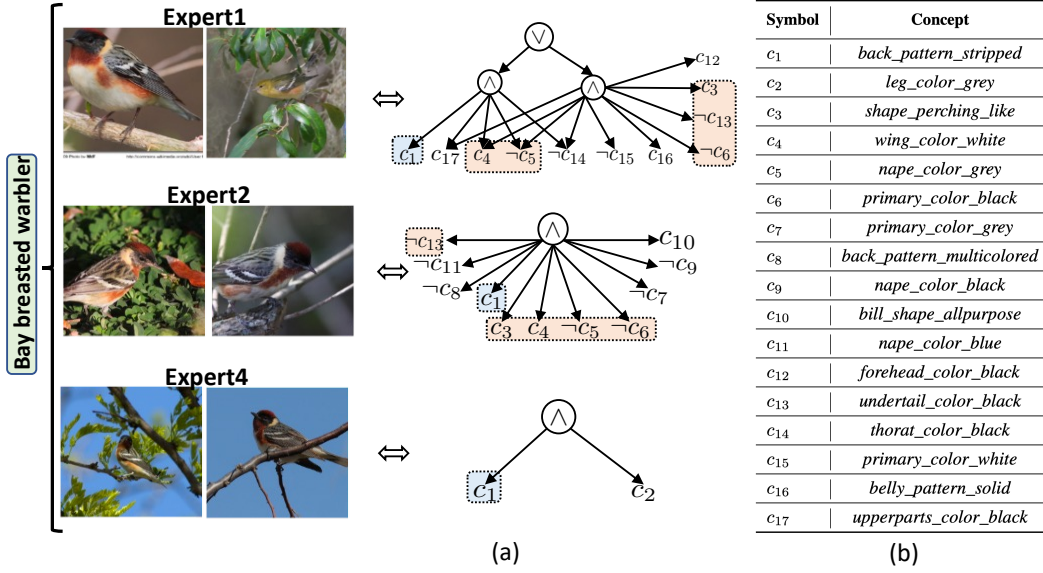 Bay breasted warbler
Expert1
Expert2
Expert4
∨
∧
∧
c12
c3
¬c13
¬c6
c1
c17
c4
¬c5
¬c14
¬c15
c16
∧
¬c13
¬c11
¬c8
c1
c3
c4
¬c5
¬c6
¬c7
¬c9
c10
∧
c1
c2
(a)
Symbol Concept
c1 back_pattern_stripped
c2 leg_color_grey
c3 shape_perching_like
c4 wing_color_white
c5 nape_color_grey
c6 primary_color_black
c7 primary_color_grey
c8 back_pattern_multicolored
c9 nape_color_black
c10 bill_shape_allpurpose
c11 nape_color_blue
c12 forehead_color_black
c13 undertail_color_black
c14 thorat_color_black
c15 primary_color_white
c16 belly_pattern_solid
c17 upperparts_color_black
(b)